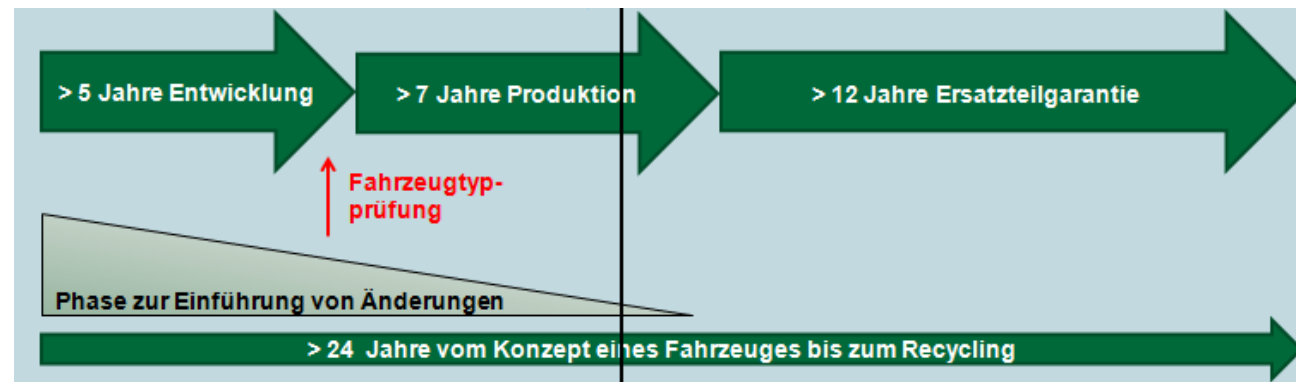 > 5 Jahre Entwicklung
> 7 Jahre Produktion
> 12 Jahre Ersatzteilgarantie
Fahrzeugtyp-
prüfung
Phase zur Einführung von Änderungen
> 24 Jahre vom Konzept eines Fahrzeuges bis zum Recycling